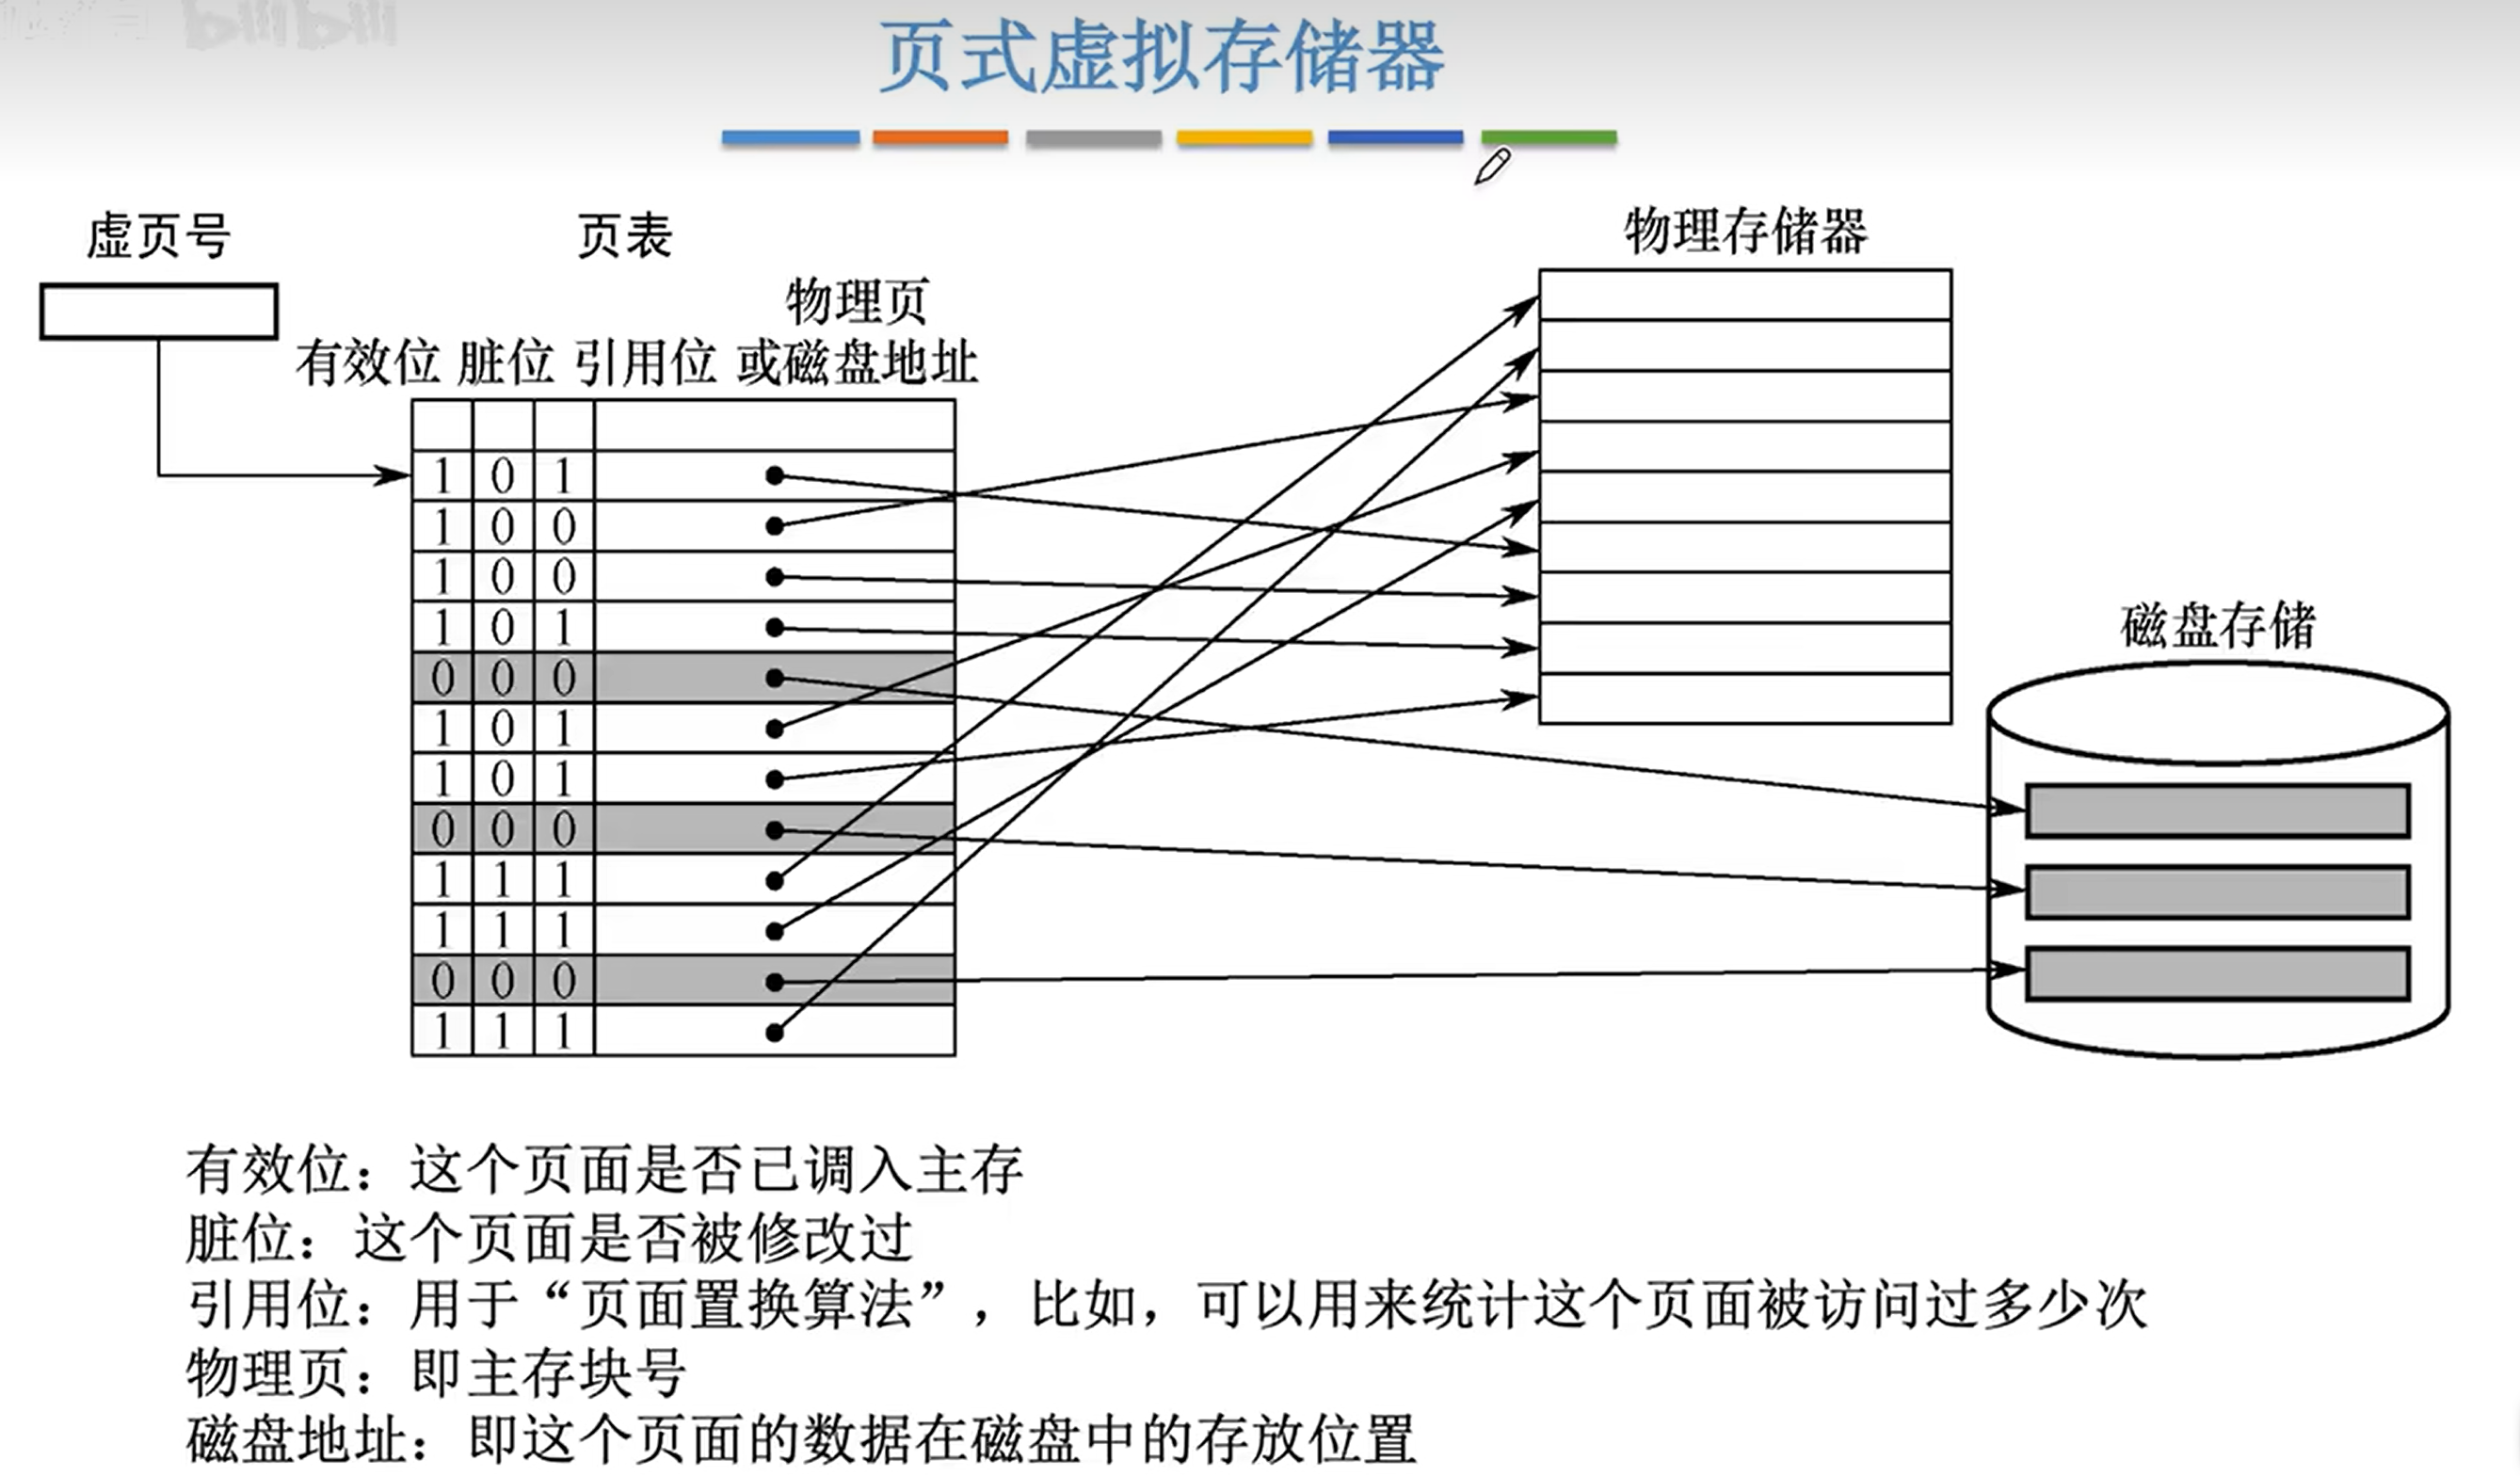 bilibili
页式虚拟存储器
虚页号
页表
物理存储器
物理页
有效位 脏位 引用位 或磁盘地址
1 0 1
1 0 0
1 0 0
1 0 1
0 0 0
1 0 1
1 0 1
0 0 0
1 1 1
1 1 1
0 0 0
1 1 1
磁盘存储
有效位：这个页面是否已调入主存
脏位：这个页面是否被修改过
引用位：用于“页面置换算法”，比如，可以用来统计这个页面被访问过多少次
物理页：即主存块号
磁盘地址：即这个页面的数据在磁盘中的存放位置